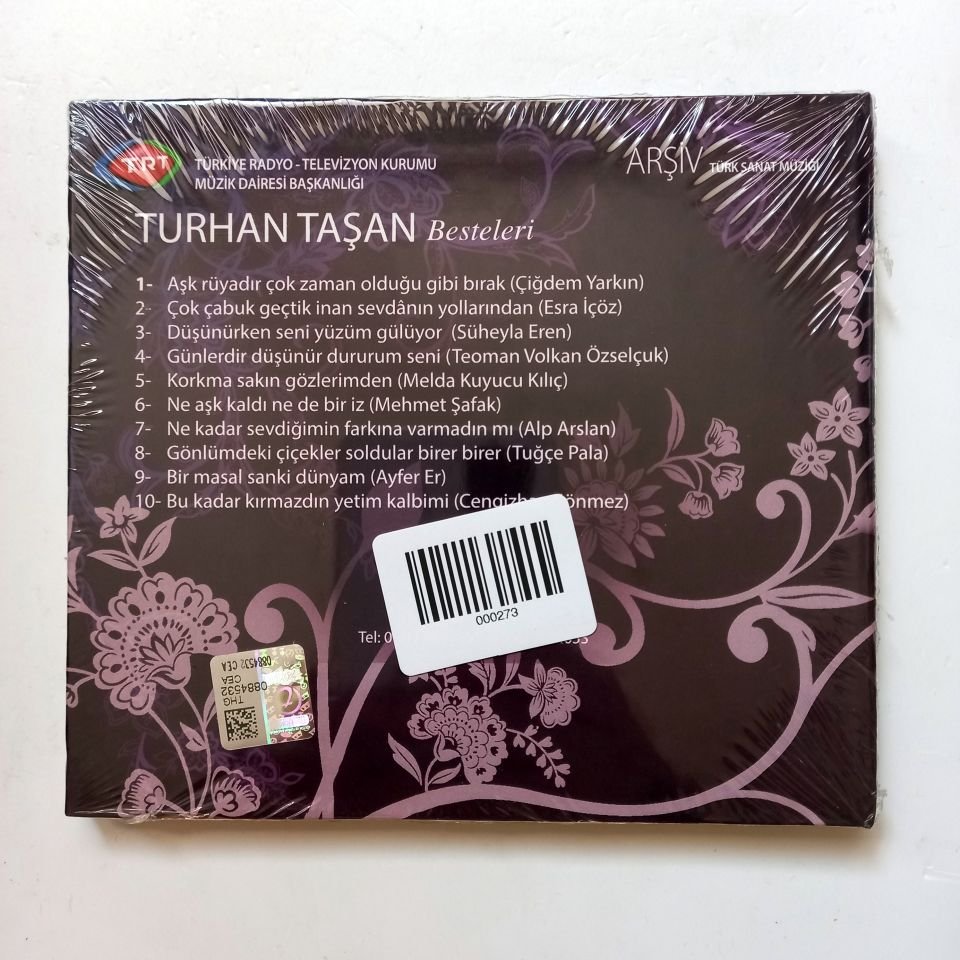 TRT
TÜRKİYE RADYO - TELEVİZYON KURUMU
MÜZİK DAİRESİ BAŞKANLIĞI
ARŞİV TÜRK SANAT MÜZİĞİ
TURHAN TAŞAN Besteleri
1- Aşk rüyadır çok zaman olduğu gibi bırak (Çiğdem Yarkın)
2- Çok çabuk geçtik inan sevdânın yollarından (Esra İçöz)
3- Düşünürken seni yüzüm gülüyor (Süheyla Eren)
4- Günlerdir düşünür dururum seni (Teoman Volkan Özselçuk)
5- Korkma sakın gözlerimden (Melda Kuyucu Kılıç)
6- Ne aşk kaldı ne de bir iz (Mehmet Şafak)
7- Ne kadar sevdiğimin farkına varmadın mı (Alp Arslan)
8- Gönlümdeki çiçekler soldular birer birer (Tuğçe Pala)
9- Bir masal sanki dünyam (Ayfer Er)
10- Bu kadar kırmazdın yetim kalbimi
000273
Tel: 0
0884532 CEA
THG
0884532
CEA